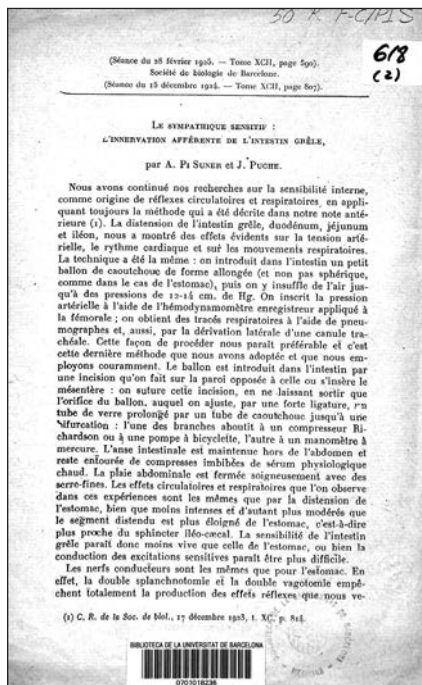 50 P. F-C/PIS
618
(2)
(Séance du 28 février 1925. — Tome XCII, page 590).
Société de biologie de Barcelone.
(Séance du 15 décembre 1924. — Tome XCII, page 807).
Le sympathique sensitif :
L'innervation afférente de l'intestin grêle,
par A. Pi Suner et J. Puche.
Nous avons continué nos recherches sur la sensibilité interne,
comme origine de réflexes circulatoires et respiratoires, en appli-
quant toujours la méthode qui a été décrite dans notre note anté-
rieure (1). La distension de l'intestin grêle, duodénum, jéjunum
et iléon, nous a montré des effets évidents sur la tension arté-
rielle, le rythme cardiaque et sur les mouvements respiratoires.
La technique a été la même : on introduit dans l'intestin un petit
ballon de caoutchouc de forme allongée (et non pas sphérique,
comme dans le cas de l'estomac), puis on y insuffle de l'air jus-
qu'à des pressions de 12-14 cm. de Hg. On inscrit la pression
artérielle à l'aide de l'hémodynamomètre enregistreur appliqué à
la fémorale ; on obtient des tracés respiratoires à l'aide de pneu-
mographes et, aussi, par la dérivation latérale d'une canule tra-
chéale. Cette façon de procéder nous paraît préférable et c'est
cette dernière méthode que nous avons adoptée et que nous em-
ployons couramment. Le ballon est introduit dans l'intestin par
une incision qu'on fait sur la paroi opposée à celle ou s'insère le
mésentère : on suture cette incision, en ne laissant sortir que
l'orifice du ballon, auquel on ajuste, par une forte ligature, un
tube de verre prolongé par un tube de caoutchouc jusqu'à une
bifurcation : l'une des branches aboutit à un compresseur Ri-
chardson ou à une pompe à bicyclette, l'autre à un manomètre à
mercure. L'anse intestinale est maintenue hors de l'abdomen et
reste entourée de compresses imbibées de sérum physiologique
chaud. La plaie abdominale est fermée soigneusement avec des
serre-fines. Les effets circulatoires et respiratoires que l'on observe
dans ces expériences sont les mêmes que par la distension de
l'estomac, bien que moins intenses et d'autant plus modérés que
le segment distendu est plus éloigné de l'estomac, c'est-à-dire
plus proche du sphincter iléo-cæcal. La sensibilité de l'intestin
grêle paraît donc moins vive que celle de l'estomac, ou bien la
conduction des excitations sensitives paraît être plus difficile.
Les nerfs conducteurs sont les mêmes que pour l'estomac. En
effet, la double splanchnotomie et la double vagotomie empê-
chent totalement la production des effets réflexes que nous ve-
(1) C. R. de la Soc. de biol., 17 décembre 1923, t. XC, p. 814.
BIBLIOTECA DE LA UNIVERSITAT DE BARCELONA
0701018236